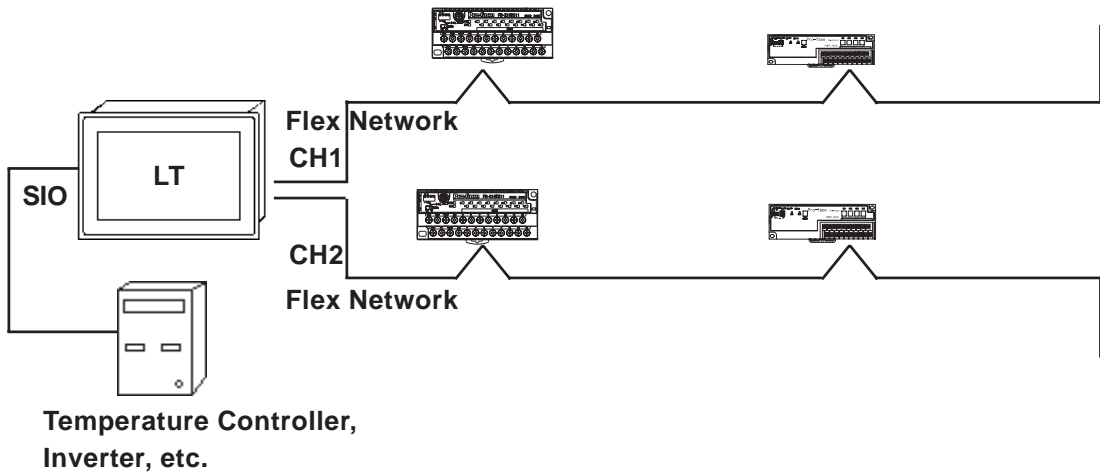 Flex Network
CH1
LT
SIO
CH2
Flex Network
Temperature Controller,
Inverter, etc.